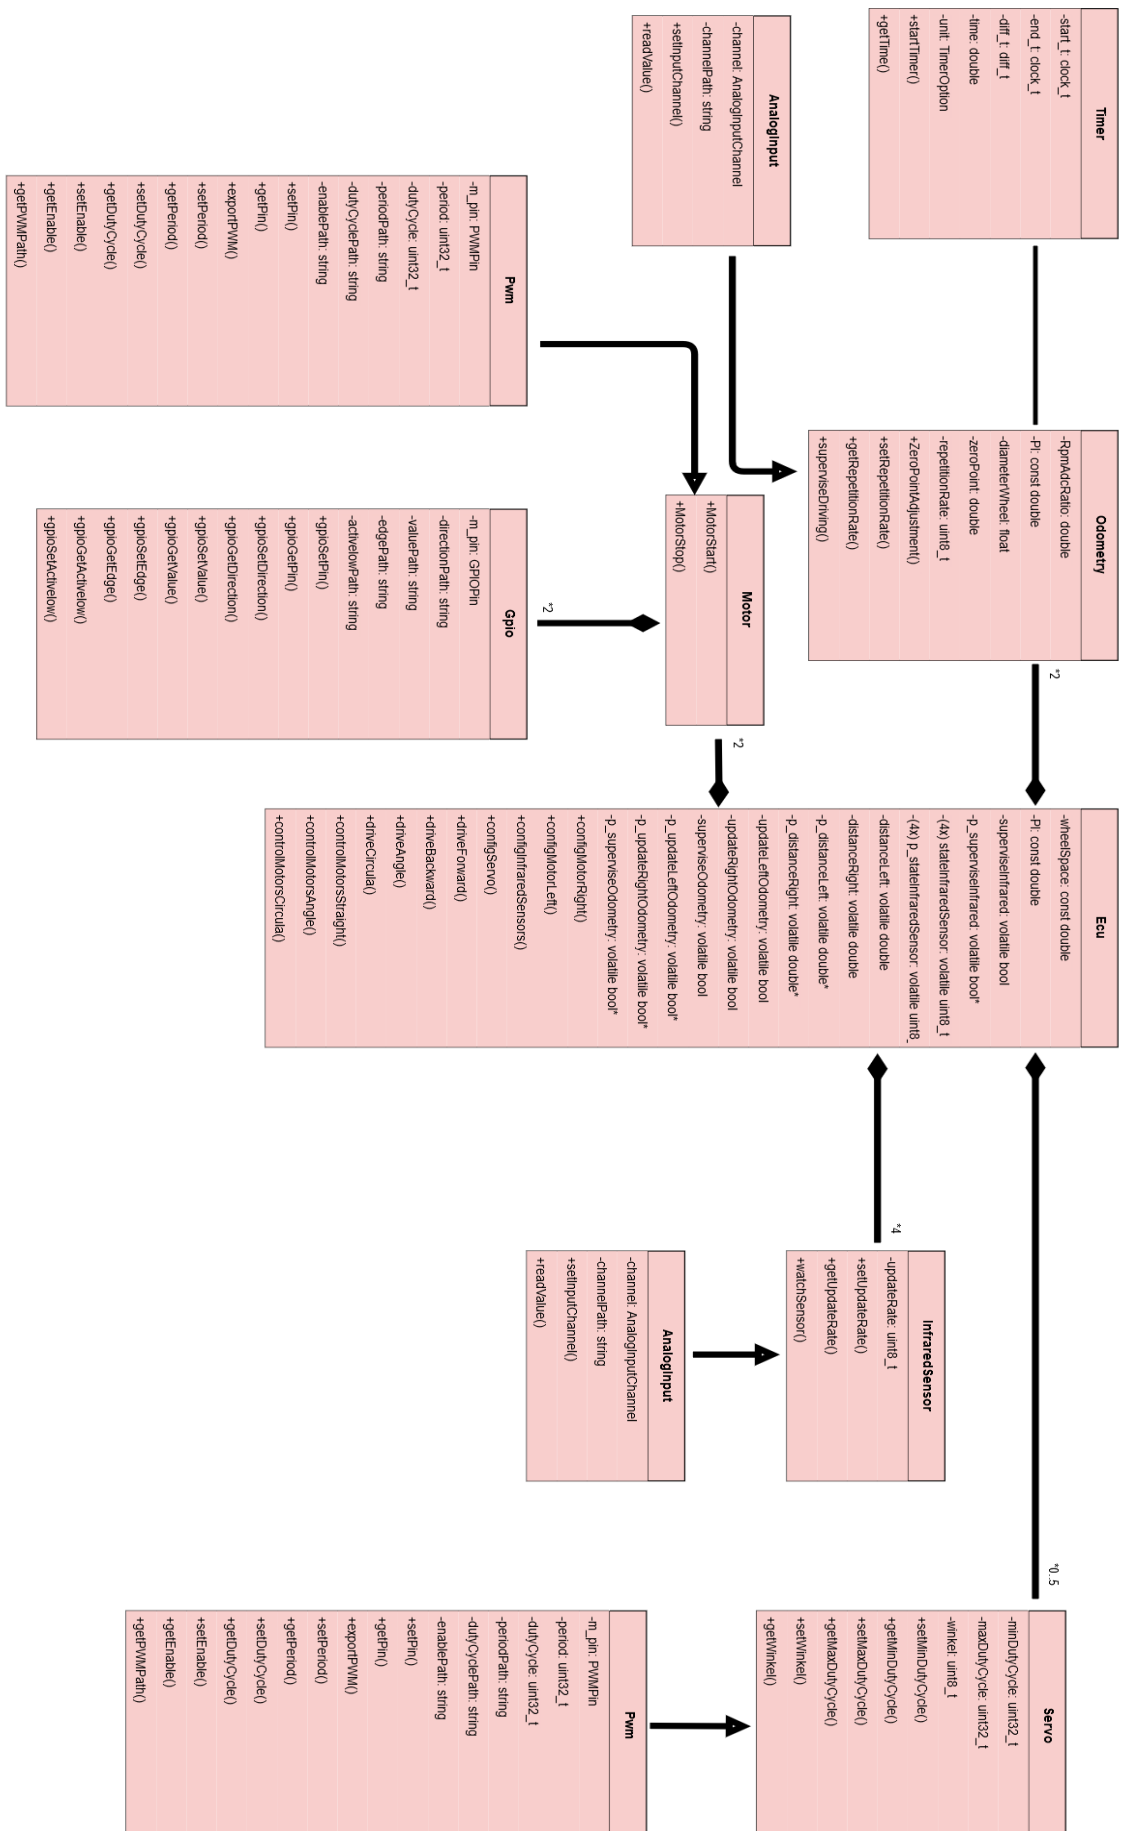 Timer
-start_t: clock_t
-end_t: clock_t
-diff_t: diff_t
-time: double
-unit: TimerOption
+startTimer()
+getTime()
Odometry
-RpmAdcRatio: double
-PI: const double
-diameterWheel: float
-zeroPoint: double
-repetitionRate: uint8_t
+ZeroPointAdjustment()
+setRepetitionRate()
+getRepetitionRate()
+superviseDriving()
*2
Ecu
-wheelSpace: const double
-PI: const double
-superviseInfrared: volatile bool
-p_superviseInfrared: volatile bool*
-(4x) stateInfraredSensor: volatile uint8_t
-(4x) p_stateInfraredSensor: volatile uint8_
-distanceLeft: volatile double
-distanceRight: volatile double
-p_distanceLeft: volatile double*
-p_distanceRight: volatile double*
-updateLeftOdometry: volatile bool
-updateRightOdometry: volatile bool
-superviseOdometry: volatile bool
-p_updateLeftOdometry: volatile bool*
-p_updateRightOdometry: volatile bool*
-p_superviseOdometry: volatile bool*
+configMotorRight()
+configMotorLeft()
+configInfraredSensors()
+configServo()
+driveForward()
+driveBackward()
+driveAngle()
+driveCircula()
+controlMotorsStraight()
+controlMotorsAngle()
+controlMotorsCircula()
*0..5
Servo
-minDutyCycle: uint32_t
-maxDutyCycle: uint32_t
-winkel: uint8_t
+setMinDutyCycle()
+getMinDutyCycle()
+setMaxDutyCycle()
+getMaxDutyCycle()
+setWinkel()
+getWinkel()
*4
InfraredSensor
-updateRate: uint8_t
+setUpdateRate()
+getUpdateRate()
+watchSensor()
AnalogInput
-channel: AnalogInputChannel
-channelPath: string
+setInputChannel()
+readValue()
Motor
+MotorStart()
+MotorStop()
*2
AnalogInput
-channel: AnalogInputChannel
-channelPath: string
+setInputChannel()
+readValue()
Pwm
-m_pin: PWMPin
-period: uint32_t
-dutyCycle: uint32_t
-periodPath: string
-dutyCyclePath: string
-enablePath: string
+setPin()
+getPin()
+exportPWM()
+setPeriod()
+getPeriod()
+setDutyCycle()
+getDutyCycle()
+setEnable()
+getEnable()
+getPWMPath()
*2
Gpio
-m_pin: GPIOPin
-directionPath: string
-valuePath: string
-edgePath: string
-activelowPath: string
+gpioSetPin()
+gpioGetPin()
+gpioSetDirection()
+gpioGetDirection()
+gpioSetValue()
+gpioGetValue()
+gpioSetEdge()
+gpioGetEdge()
+gpioGetActivelow()
+gpioSetActivelow()
Pwm
-m_pin: PWMPin
-period: uint32_t
-dutyCycle: uint32_t
-periodPath: string
-dutyCyclePath: string
-enablePath: string
+setPin()
+getPin()
+exportPWM()
+setPeriod()
+getPeriod()
+setDutyCycle()
+getDutyCycle()
+setEnable()
+getEnable()
+getPWMPath()